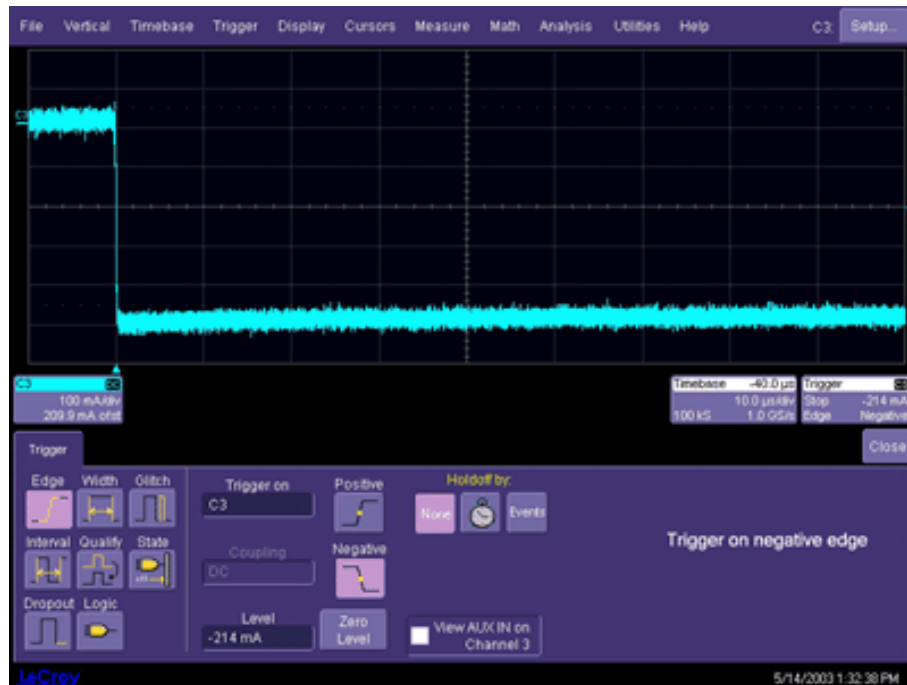 File Vertical Timebase Trigger Display Cursors Measure Math Analysis Utilities Help C3: Setup...
C3
C3 DC
100 mA/div
209.9 mA ofst
Timebase -40.0 µs
10.0 µs/div
100 kS 1.0 GS/s
Trigger C3
Stop -214 mA
Edge Negative
Trigger
Close
Edge Width Glitch
Interval Qualify State
Dropout Logic
Trigger on
C3
Coupling
DC
Level
-214 mA
Positive
Negative
Zero
Level
Holdoff by:
None Events
View AUX IN on
Channel 3
Trigger on negative edge
LeCroy
5/14/2003 1:32:38 PM